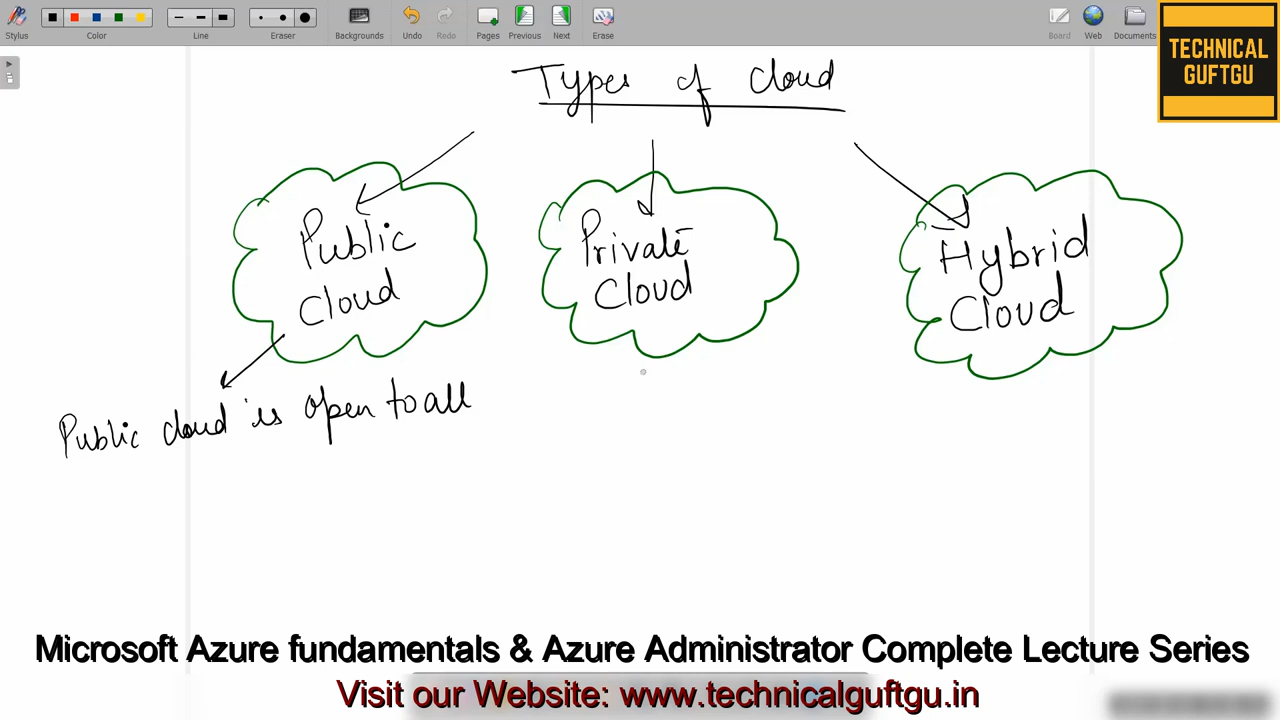 Stylus
Color
Line
Eraser
Backgrounds
Undo
Redo
Pages
Previous
Next
Erase
Board
Web
Documents
TECHNICAL
GUFTGU
Types of Cloud
Public
Cloud
Private
Cloud
Hybrid
Cloud
Public cloud is open to all
Microsoft Azure fundamentals & Azure Administrator Complete Lecture Series
Visit our Website: www.technicalguftgu.in